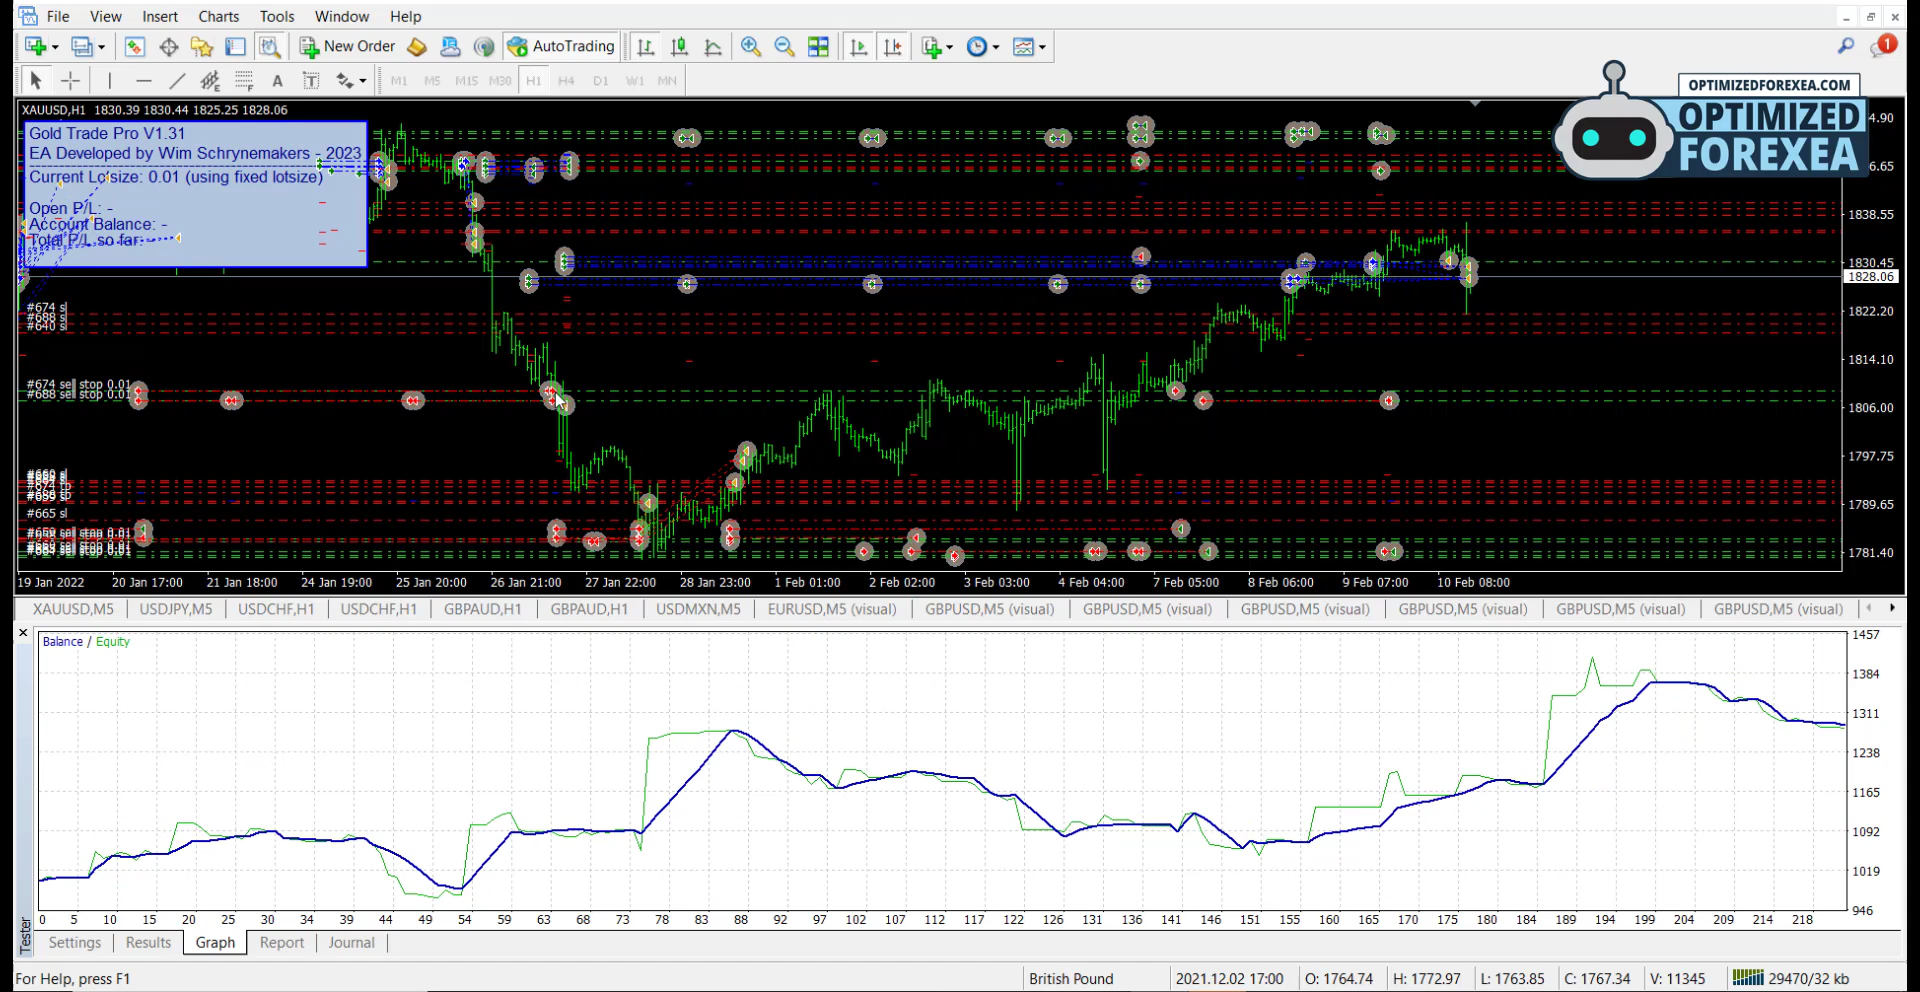 File View Insert Charts Tools Window Help
New Order AutoTrading 1
A T M1 M5 M15 M30 H1 H4 D1 W1 MN
OPTIMIZEDFOREXEA.COM
OPTIMIZED
FOREXEA
XAUUSD,H1 1830.39 1830.44 1825.25 1828.06
Gold Trade Pro V1.31
EA Developed by Wim Schrynemakers - 2023
Current Lotsize: 0.01 (using fixed lotsize)
Open P/L: -
Account Balance: -
Total P/L so far: -
4.90
6.65
1838.55
1830.45
1828.06
1822.20
1814.10
1806.00
1797.75
1789.65
1781.40
#674 sl
#688 sl
#640 sl
#674 sell stop 0.01
#688 sell stop 0.01
#665 sl
19 Jan 2022 20 Jan 17:00 21 Jan 18:00 24 Jan 19:00 25 Jan 20:00 26 Jan 21:00 27 Jan 22:00 28 Jan 23:00 1 Feb 01:00 2 Feb 02:00 3 Feb 03:00 4 Feb 04:00 7 Feb 05:00 8 Feb 06:00 9 Feb 07:00 10 Feb 08:00
XAUUSD,M5 USDJPY,M5 USDCHF,H1 USDCHF,H1 GBPAUD,H1 GBPAUD,H1 USDMXN,M5 EURUSD,M5 (visual) GBPUSD,M5 (visual) GBPUSD,M5 (visual) GBPUSD,M5 (visual) GBPUSD,M5 (visual) GBPUSD,M5 (visual) GBPUSD,M5 (visual)
Balance / Equity
1457
1384
1311
1238
1165
1092
1019
946
0 5 10 15 20 25 30 34 39 44 49 54 59 63 68 73 78 83 88 92 97 102 107 112 117 122 126 131 136 141 146 151 155 160 165 170 175 180 184 189 194 199 204 209 214 218
Tester
Settings Results Graph Report Journal
For Help, press F1 British Pound 2021.12.02 17:00 O: 1764.74 H: 1772.97 L: 1763.85 C: 1767.34 V: 11345 29470/32 kb